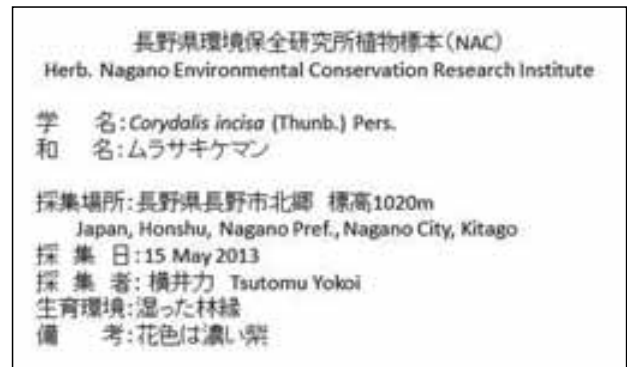 長野県環境保全研究所植物標本(NAC)
Herb. Nagano Environmental Conservation Research Institute
学 名:Corydalis incisa (Thunb.) Pers.
和 名:ムラサキケマン
採集場所:長野県長野市北郷 標高1020m
Japan, Honshu, Nagano Pref., Nagano City, Kitago
採 集 日:15 May 2013
採 集 者: 横井力 Tsutomu Yokoi
生育環境:湿った林縁
備 考:花色は濃い紫